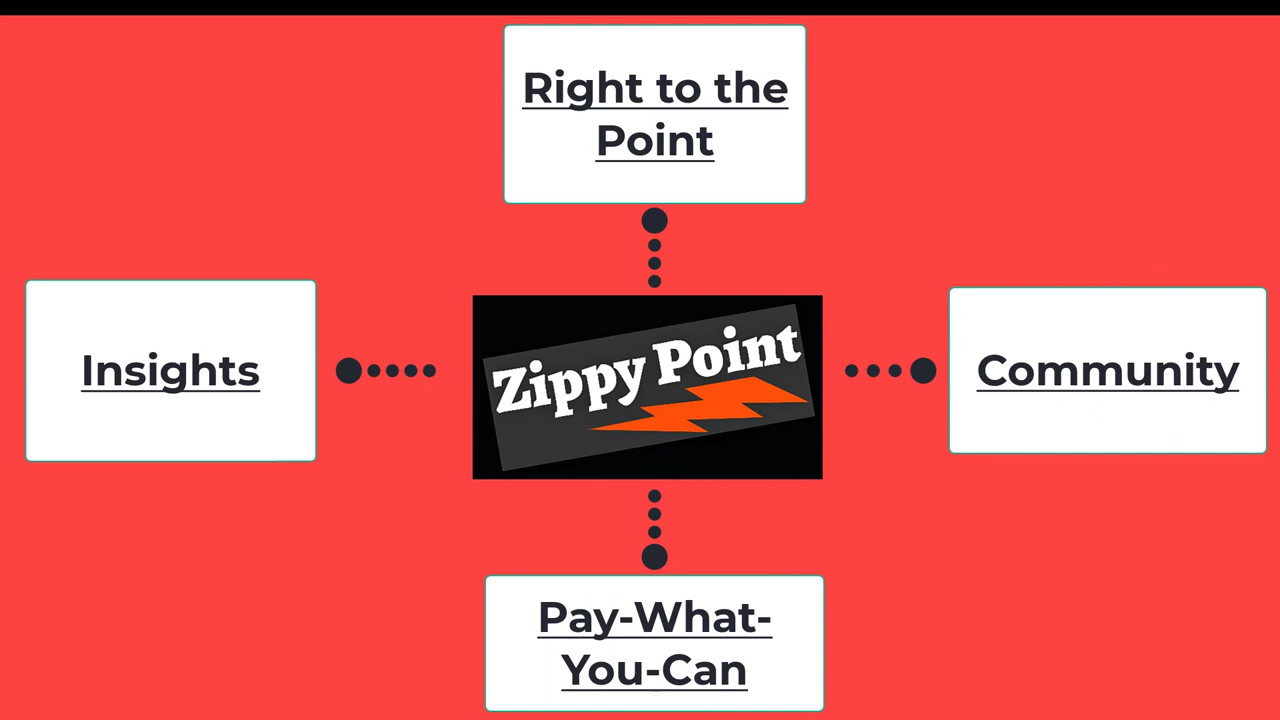 Right to the
Point
Insights
Zippy Point
Community
Pay-What-
You-Can